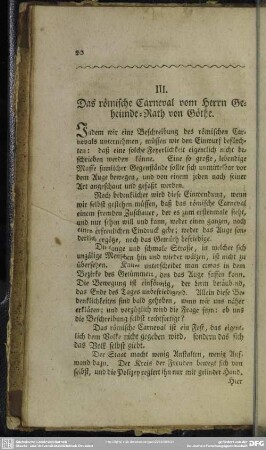 20
III.
Das römische Carneval vom Herrn Ge-
heimde-Rath von Göthe.
Indem wir eine Beschreibung des römischen Car-
nevals unternehmen, müssen wir den Einwurf befürch-
ten: daß eine solche Feyerlichkeit eigentlich nicht be-
schrieben werden könne. Eine so große, lebendige
Masse sinnlicher Gegenstände sollte sich unmittelbar vor
dem Auge bewegen, und von einem jeden nach seiner
Art angeschaut und gefaßt werden.
Noch bedenklicher wird diese Einwendung, wenn
wir selbst gestehen müssen, daß das römische Carneval
einem fremden Zuschauer, der es zum erstenmale sieht,
und nur sehen will und kann, weder einen ganzen, noch
einen erfreulichen Eindruck gebe; weder das Auge
ergötze, noch das Gemüth befriedige.
Die lange und schmale Straße, in welcher sich
unzählige Menschen hin und wieder wälzen, ist nicht zu
übersehen. Kaum unterscheidet man etwas in dem
Bezirke des Getümmels, den das Auge fassen kann.
Die Bewegung ist einförmig, der Lerm betäubend,
das Ende des Tages unbefriedigend. Allein diese Be-
denklichkeiten sind bald gehoben, wenn wir uns näher
erklären; und vorzüglich wird die Frage seyn: ob uns
die Beschreibung selbst rechtfertigt?
Das römische Carneval ist ein Fest, das eigent-
lich dem Volke nicht gegeben wird, sondern das sich
das Volk selbst giebt.
Der Staat macht wenig Anstalten, wenig Auf-
wand dazu. Der Kreis der Freuden bewegt sich von
selbst, und die Polizey regiert ihn nur mit gelinder Hand.
Hier